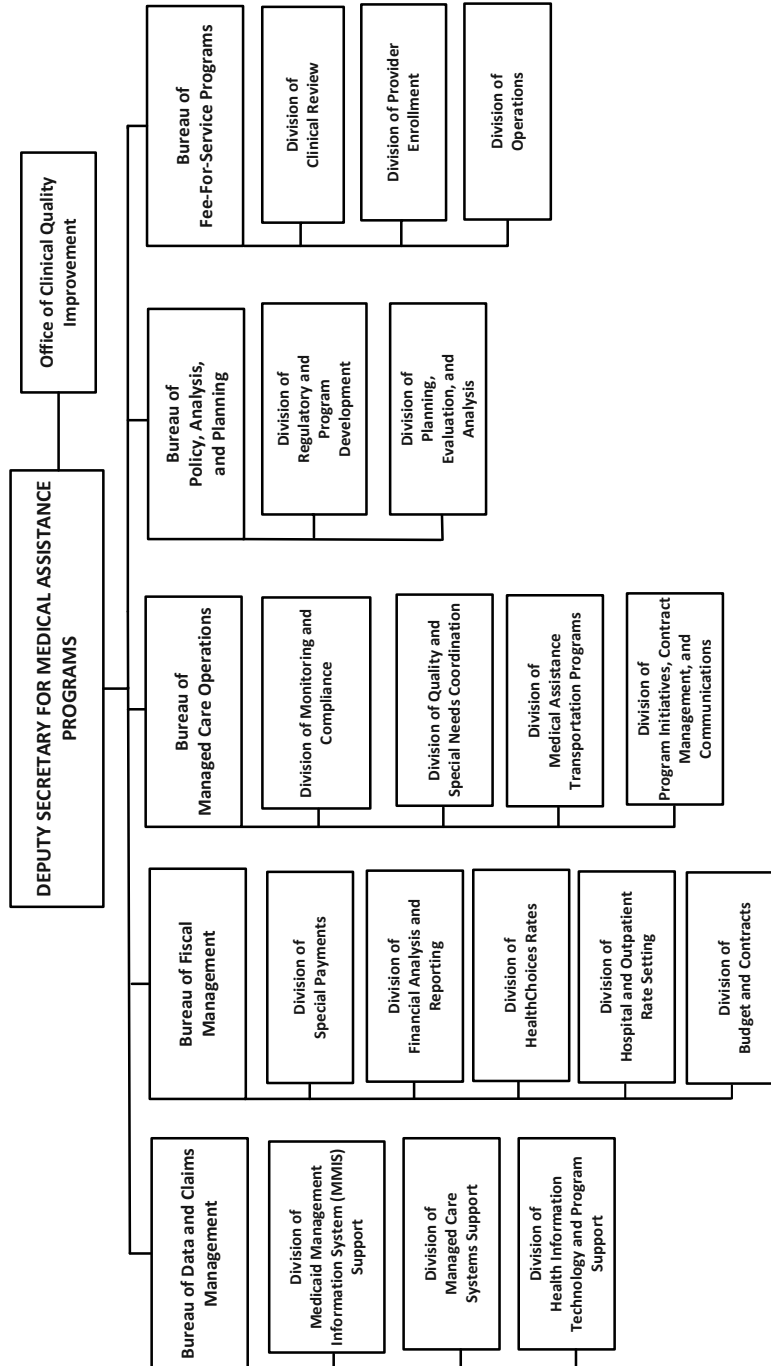 DEPUTY SECRETARY FOR MEDICAL ASSISTANCE
PROGRAMS
Office of Clinical Quality
Improvement
Bureau of Data and Claims
Management
Division of
Medicaid Management
Information System (MMIS)
Support
Division of
Managed Care
Systems Support
Division of
Health Information
Technology and Program
Support
Bureau of Fiscal
Management
Division of
Special Payments
Division of
Financial Analysis and
Reporting
Division of
HealthChoices Rates
Division of
Hospital and Outpatient
Rate Setting
Division of
Budget and Contracts
Bureau of
Managed Care Operations
Division of Monitoring and
Compliance
Division of Quality and
Special Needs Coordination
Division of
Medical Assistance
Transportation Programs
Division of
Program Initiatives, Contract
Management, and
Communications
Bureau of
Policy, Analysis,
and Planning
Division of
Regulatory and
Program
Development
Division of
Planning,
Evaluation, and
Analysis
Bureau of
Fee-For-Service Programs
Division of
Clinical Review
Division of Provider
Enrollment
Division of
Operations